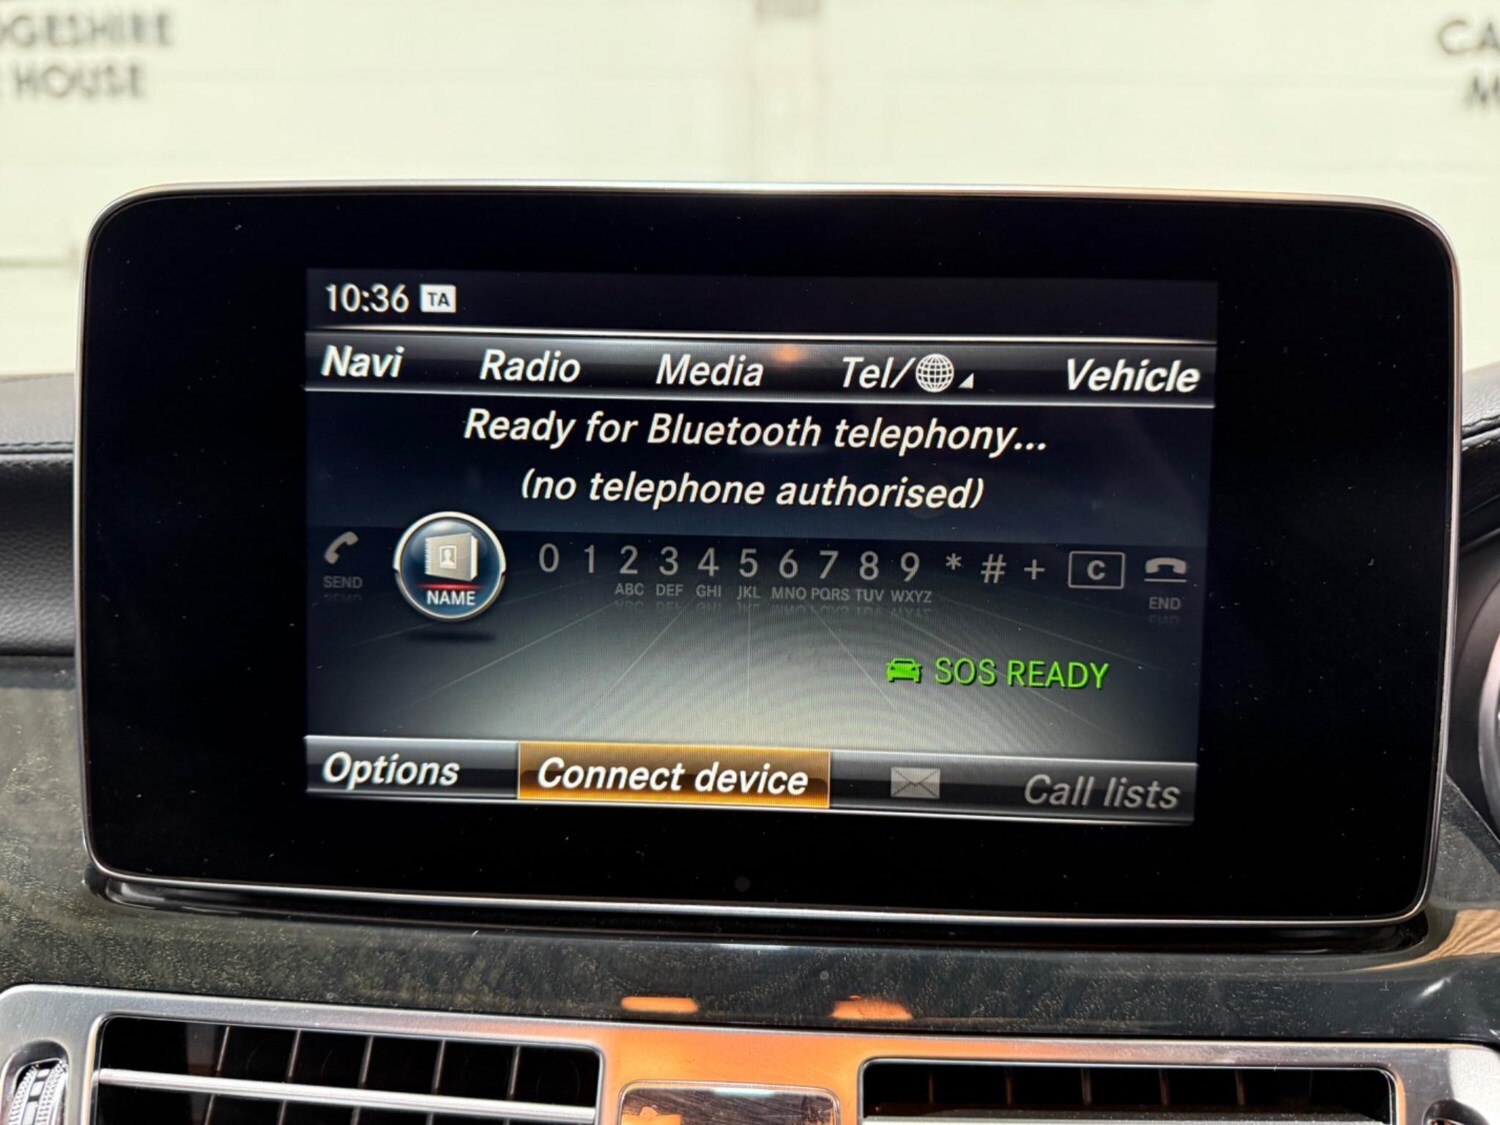 HOUSE
10:36 TA
Navi Radio Media Tel/ Vehicle
Ready for Bluetooth telephony...
(no telephone authorised)
SEND NAME 0 1 2 3 4 5 6 7 8 9 * # + C END
ABC DEF GHI JKL MNO PQRS TUV WXYZ
SOS READY
Options Connect device Call lists